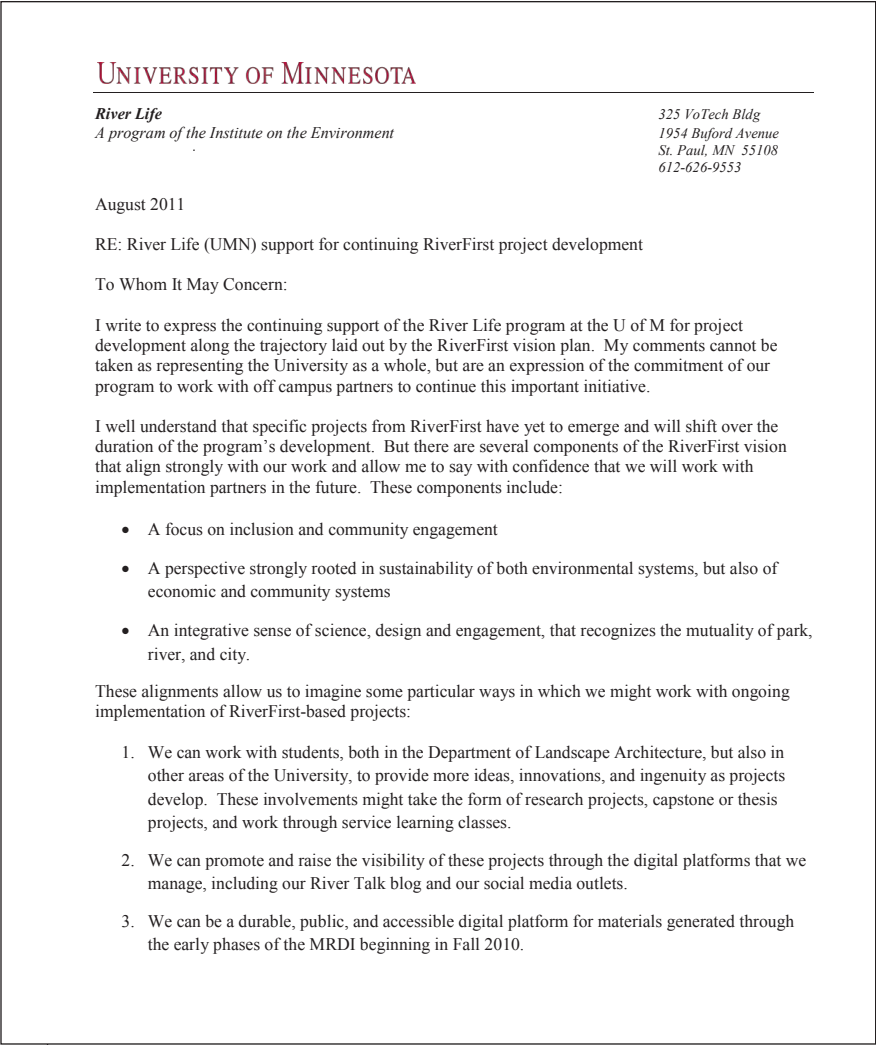 UNIVERSITY OF MINNESOTA
River Life
A program of the Institute on the Environment
325 VoTech Bldg
1954 Buford Avenue
St. Paul, MN  55108
612-626-9553
August 2011
RE: River Life (UMN) support for continuing RiverFirst project development
To Whom It May Concern:
I write to express the continuing support of the River Life program at the U of M for project
development along the trajectory laid out by the RiverFirst vision plan.  My comments cannot be
taken as representing the University as a whole, but are an expression of the commitment of our
program to work with off campus partners to continue this important initiative.
I well understand that specific projects from RiverFirst have yet to emerge and will shift over the
duration of the program’s development.  But there are several components of the RiverFirst vision
that align strongly with our work and allow me to say with confidence that we will work with
implementation partners in the future.  These components include:
• A focus on inclusion and community engagement
• A perspective strongly rooted in sustainability of both environmental systems, but also of
economic and community systems
• An integrative sense of science, design and engagement, that recognizes the mutuality of park,
river, and city.
These alignments allow us to imagine some particular ways in which we might work with ongoing
implementation of RiverFirst-based projects:
1. We can work with students, both in the Department of Landscape Architecture, but also in
other areas of the University, to provide more ideas, innovations, and ingenuity as projects
develop.  These involvements might take the form of research projects, capstone or thesis
projects, and work through service learning classes.
2. We can promote and raise the visibility of these projects through the digital platforms that we
manage, including our River Talk blog and our social media outlets.
3. We can be a durable, public, and accessible digital platform for materials generated through
the early phases of the MRDI beginning in Fall 2010.